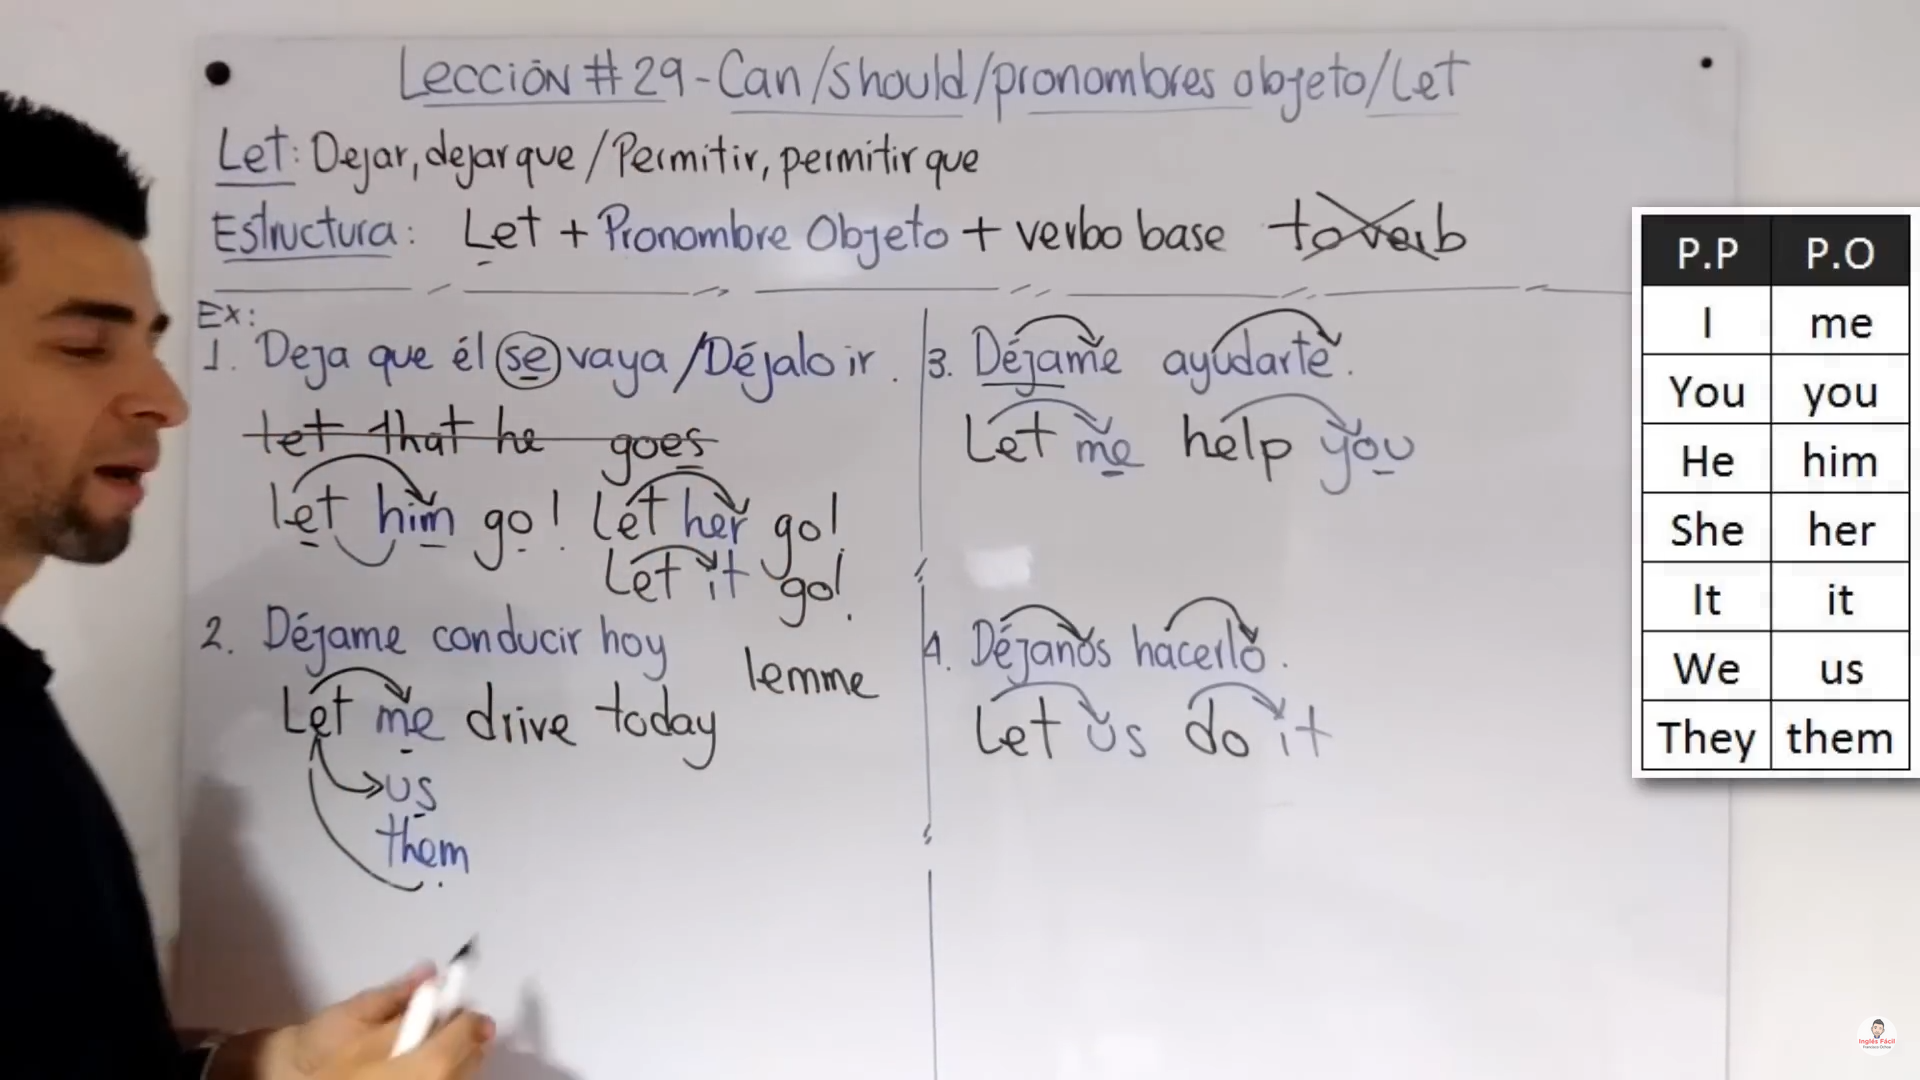 Lección # 29 - Can/should/pronombres objeto/Let
Let: Dejar, dejar que / Permitir, permitir que
Estructura: Let + Pronombre Objeto + verbo base to verb
Ex:
1. Deja que él se vaya / Déjalo ir.
let that he goes
let him go! Let her go!
Let it go!
2. Déjame conducir hoy
lemme
Let me drive today
us
them
3. Déjame ayudarte.
Let me help you
4. Déjanos hacerlo.
Let us do it
P.P P.O
I me
You you
He him
She her
It it
We us
They them
Inglés Fácil